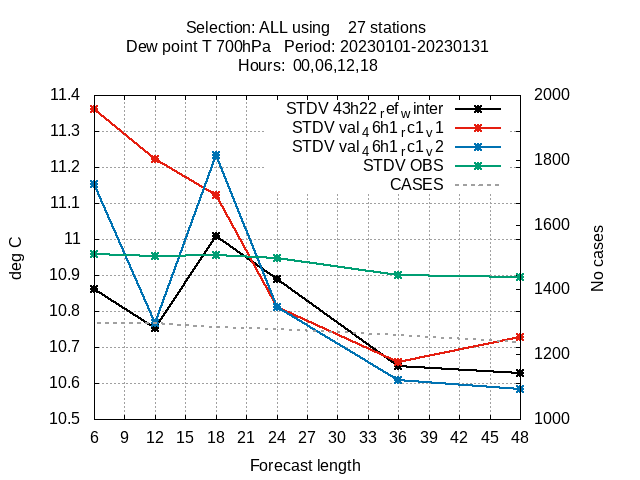 Selection: ALL using 27 stations
Dew point T 700hPa Period: 20230101-20230131
Hours: 00,06,12,18
STDV 43h22refwinter
STDV val46h1rc1v1
STDV val46h1rc1v2
STDV OBS
CASES
11.4
11.3
11.2
11.1
11
10.9
10.8
10.7
10.6
10.5
deg C
2000
1800
1600
1400
1200
1000
No cases
6 9 12 15 18 21 24 27 30 33 36 39 42 45 48
Forecast length